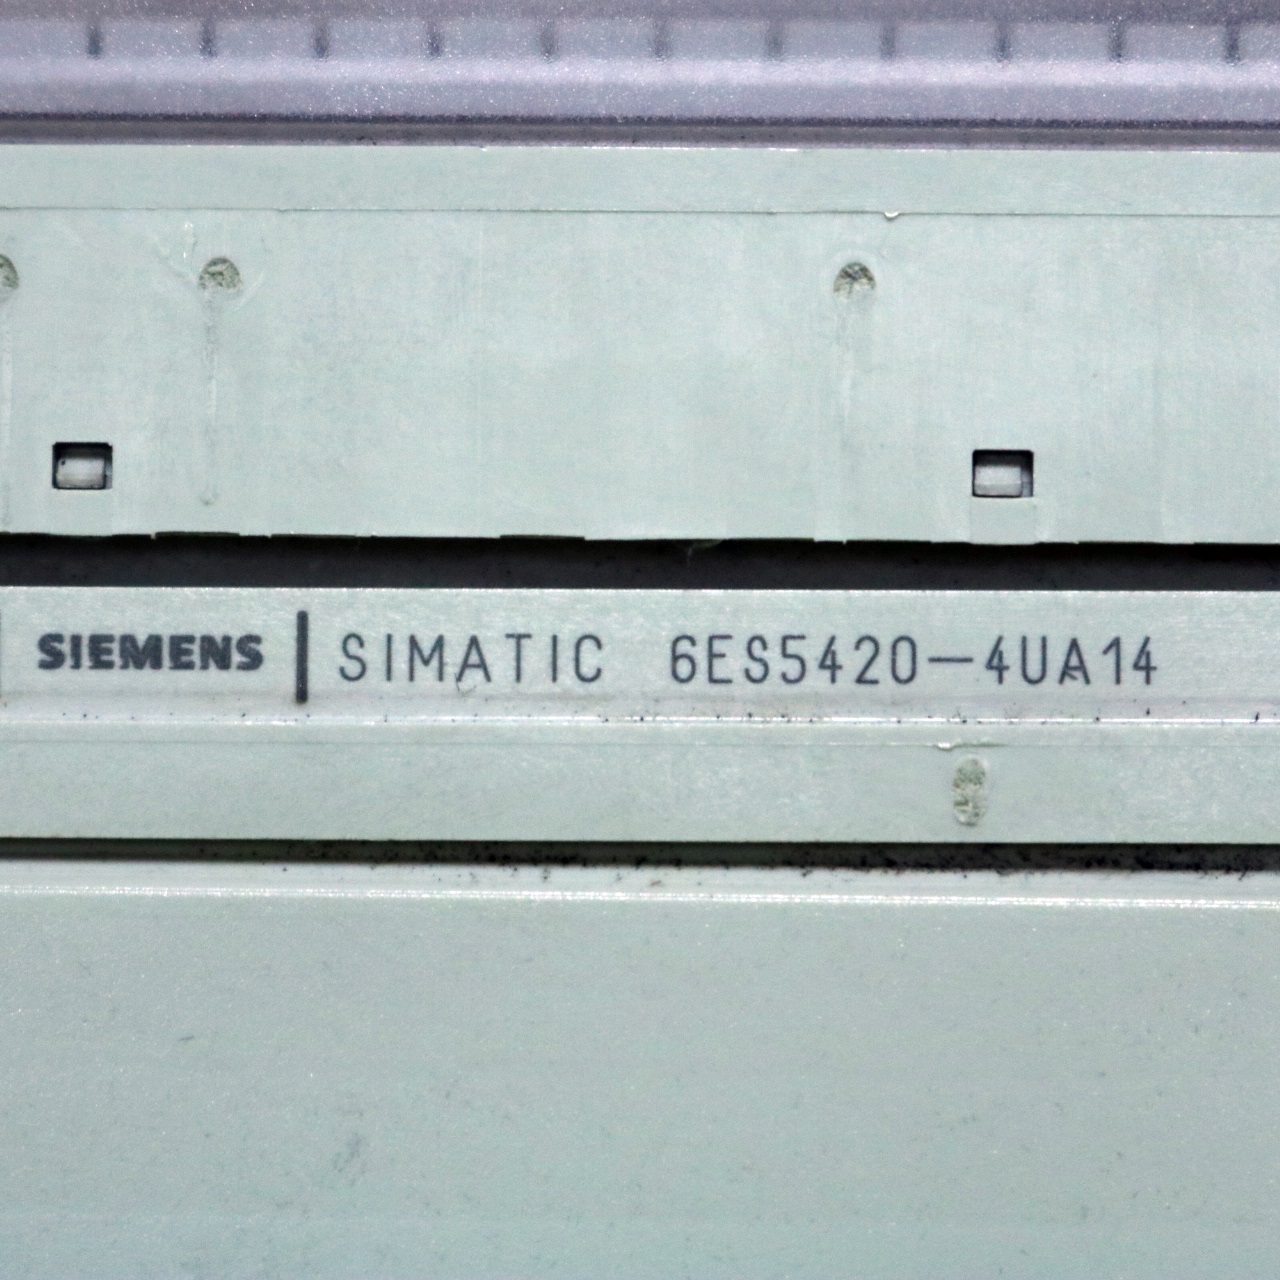 SIEMENS | SIMATIC 6ES5420-4UA14